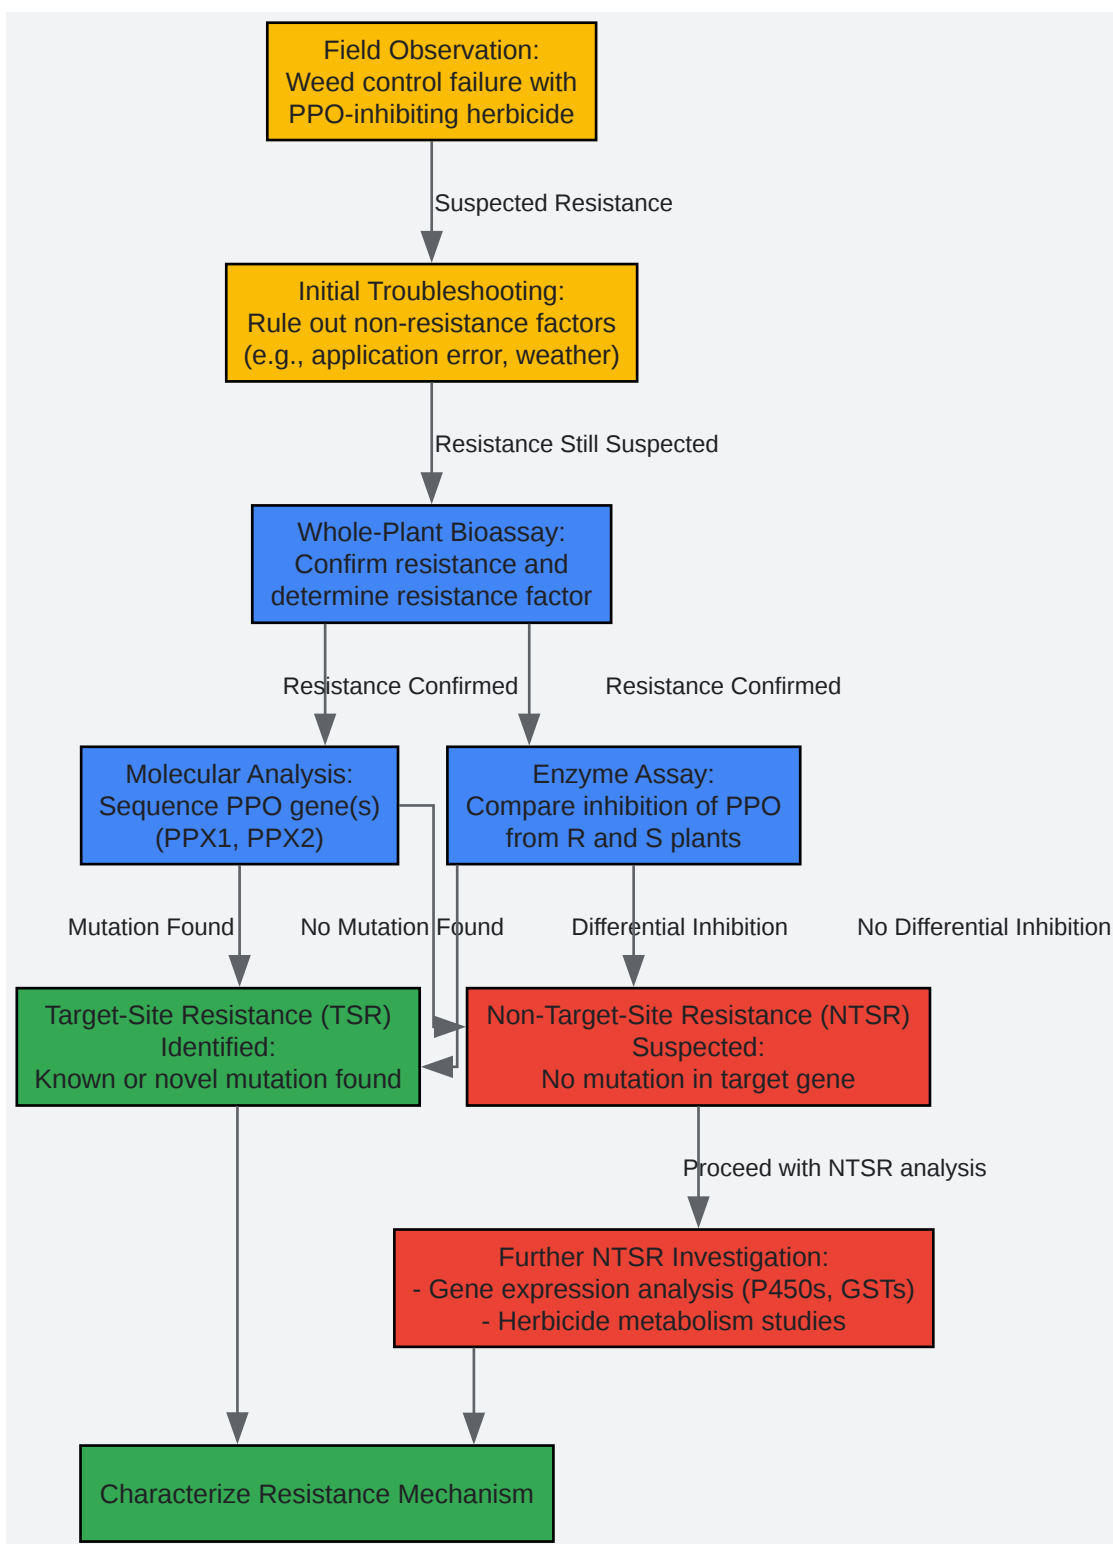 Field Observation:
Weed control failure with
PPO-inhibiting herbicide
Suspected Resistance
Initial Troubleshooting:
Rule out non-resistance factors
(e.g., application error, weather)
Resistance Still Suspected
Whole-Plant Bioassay:
Confirm resistance and
determine resistance factor
Resistance Confirmed
Resistance Confirmed
Molecular Analysis:
Sequence PPO gene(s)
(PPX1, PPX2)
Enzyme Assay:
Compare inhibition of PPO
from R and S plants
Mutation Found
No Mutation Found
Differential Inhibition
No Differential Inhibition
Target-Site Resistance (TSR)
Identified:
Known or novel mutation found
Non-Target-Site Resistance (NTSR)
Suspected:
No mutation in target gene
Proceed with NTSR analysis
Further NTSR Investigation:
- Gene expression analysis (P450s, GSTs)
- Herbicide metabolism studies
Characterize Resistance Mechanism